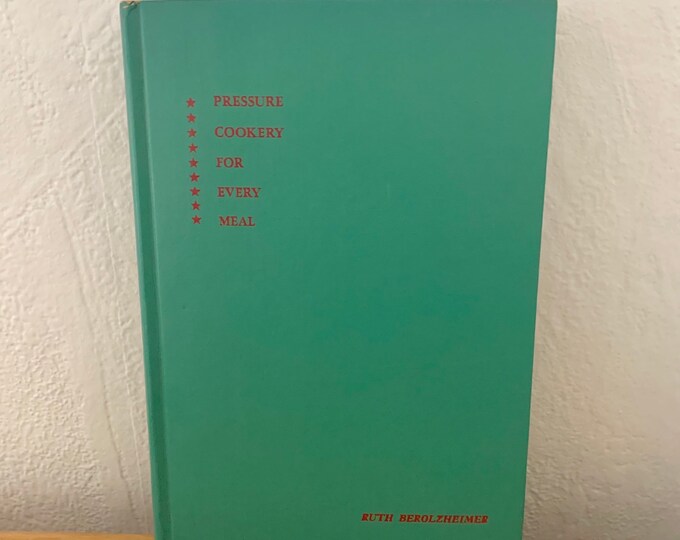 PRESSURE
COOKERY
FOR
EVERY
MEAL
RUTH BEROLZHEIMER